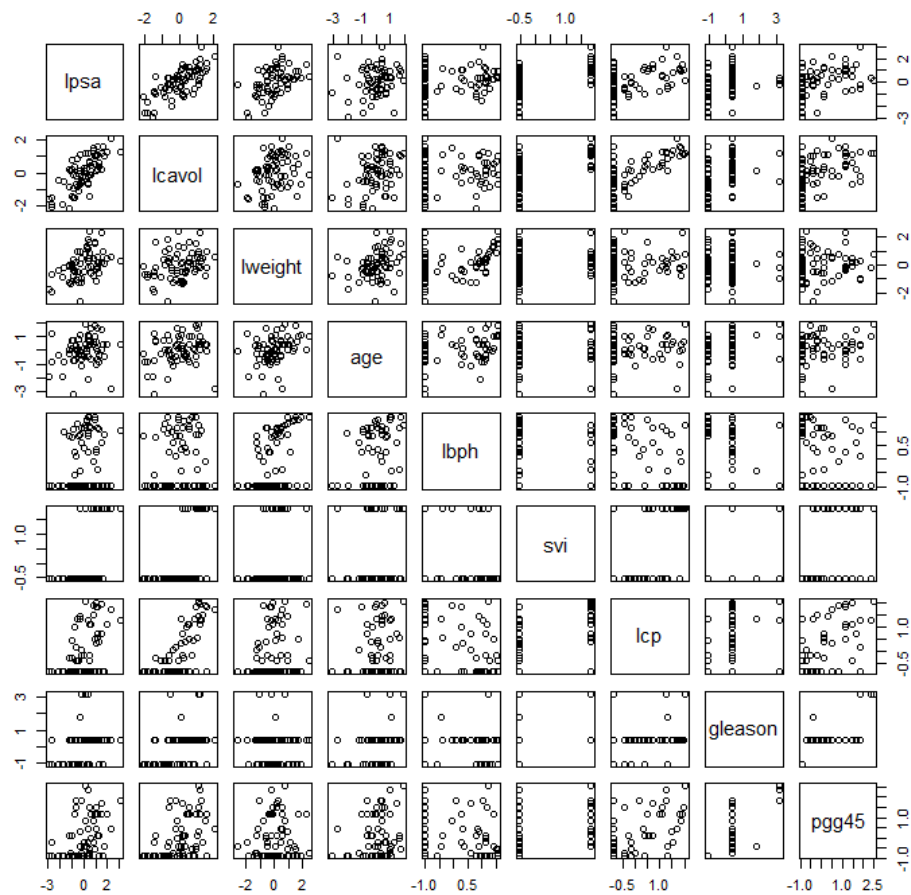 -2 0 2 -3 -1 1 -0.5 1.0 -1 1 3
lpsa -3 0 2
-2 0 2 lcavol
lweight -2 0 2
-3 -1 1 age
lbph -1.0 0.5
-0.5 1.0 svi
lcp -0.5 1.0
-1 1 3 gleason
pgg45 -1.0 1.0
-3 0 2 -2 0 2 -1.0 0.5 -0.5 1.0 -1.0 1.0 2.5